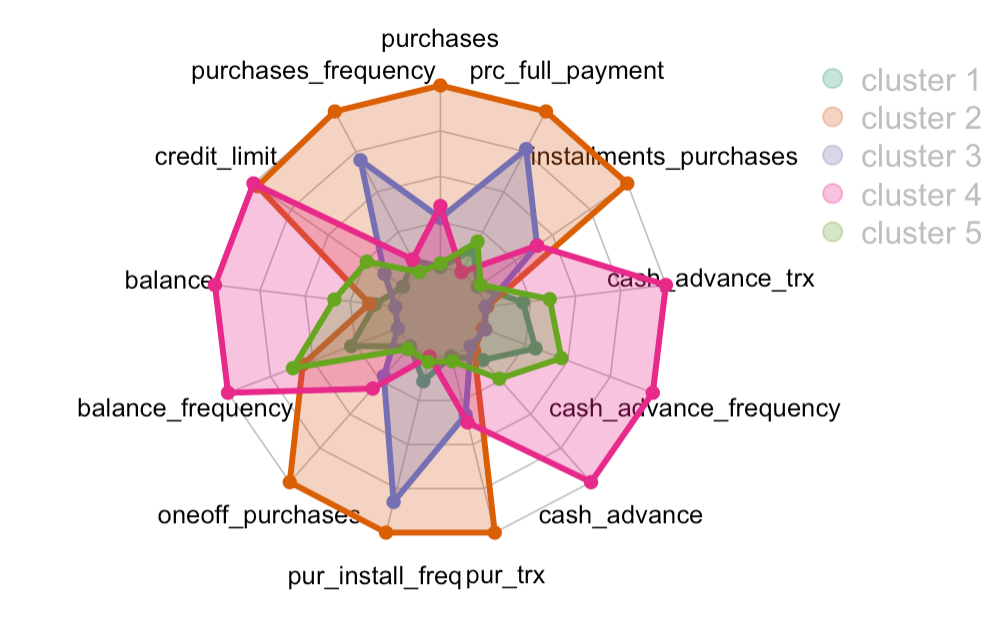 purchases
purchases_frequency
prc_full_payment
credit_limit
installments_purchases
balance
cash_advance_trx
balance_frequency
cash_advance_frequency
oneoff_purchases
cash_advance
pur_install_freq
pur_trx
cluster 1
cluster 2
cluster 3
cluster 4
cluster 5